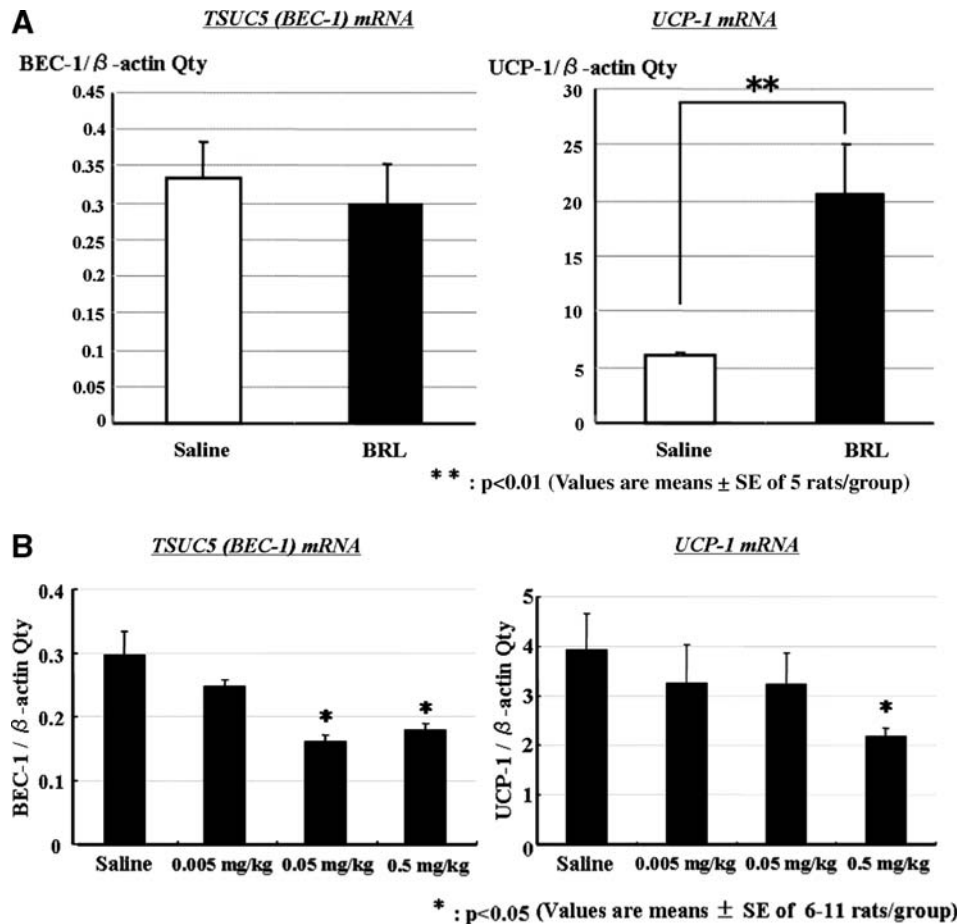 A
TSUC5 (BEC-1) mRNA
BEC-1/β-actin Qty
0.45
0.4
0.35
0.3
0.25
0.2
0.15
0.1
0.05
0
Saline BRL
UCP-1 mRNA
UCP-1/β-actin Qty
30
25
20
15
10
5
0
**
Saline BRL
** : p<0.01 (Values are means ± SE of 5 rats/group)
B
TSUC5 (BEC-1) mRNA
BEC-1 / β-actin Qty
0.4
0.3
0.2
0.1
0
* *
Saline 0.005 mg/kg 0.05 mg/kg 0.5 mg/kg
UCP-1 mRNA
UCP-1 / β-actin Qty
5
4
3
2
1
0
*
Saline 0.005 mg/kg 0.05 mg/kg 0.5 mg/kg
* : p<0.05 (Values are means ± SE of 6-11 rats/group)